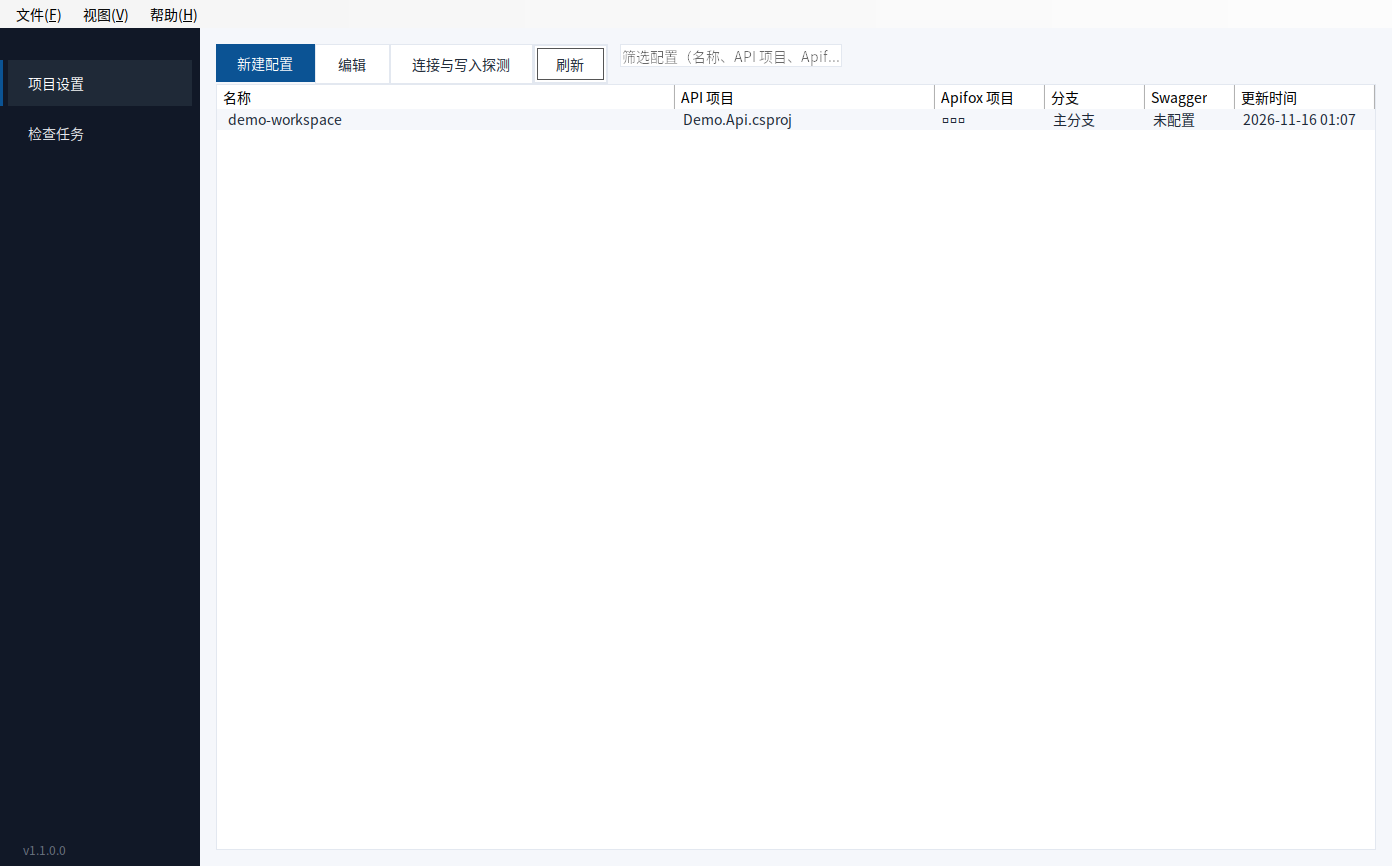 文件(F) 视图(V) 帮助(H)
项目设置
检查任务
新建配置 编辑 连接与写入探测 刷新 筛选配置（名称、API 项目、Apif...
名称 API 项目 Apifox 项目 分支 Swagger 更新时间
demo-workspace Demo.Api.csproj 主分支 未配置 2026-11-16 01:07
v1.1.0.0